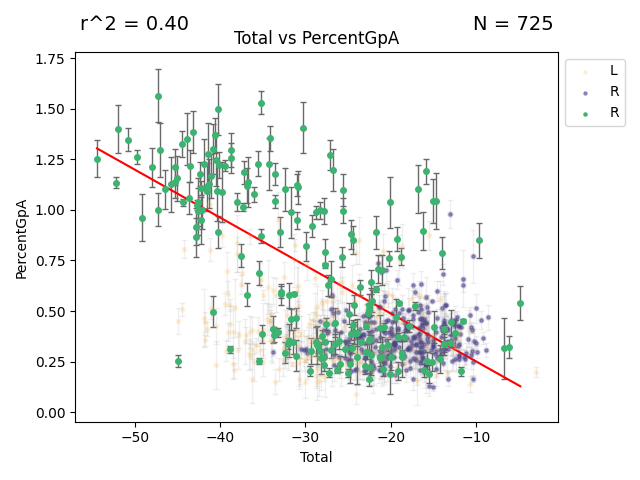 r^2 = 0.40 N = 725
Total vs PercentGpA
L
R
R
1.75
1.50
1.25
1.00
0.75
0.50
0.25
0.00
PercentGpA
−50 −40 −30 −20 −10
Total